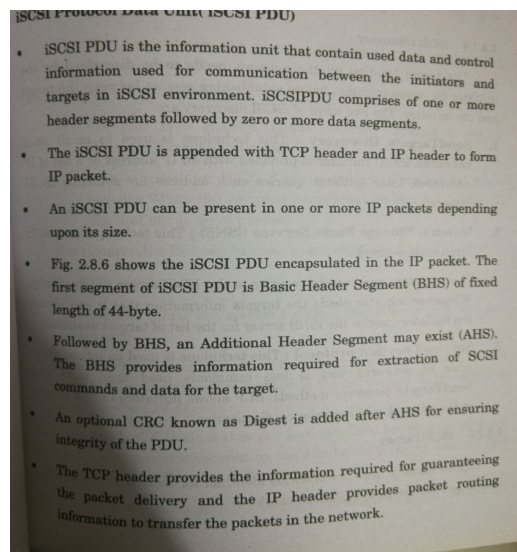 iSCSI Protocol Data Unit( iSCSI PDU)
• iSCSI PDU is the information unit that contain used data and control
information used for communication between the initiators and
targets in iSCSI environment. iSCSIPDU comprises of one or more
header segments followed by zero or more data segments.
• The iSCSI PDU is appended with TCP header and IP header to form
IP packet.
• An iSCSI PDU can be present in one or more IP packets depending
upon its size.
• Fig. 2.8.6 shows the iSCSI PDU encapsulated in the IP packet. The
first segment of iSCSI PDU is Basic Header Segment (BHS) of fixed
length of 44-byte.
• Followed by BHS, an Additional Header Segment may exist (AHS).
The BHS provides information required for extraction of SCSI
commands and data for the target.
• An optional CRC known as Digest is added after AHS for ensuring
integrity of the PDU.
• The TCP header provides the information required for guaranteeing
the packet delivery and the IP header provides packet routing
information to transfer the packets in the network.